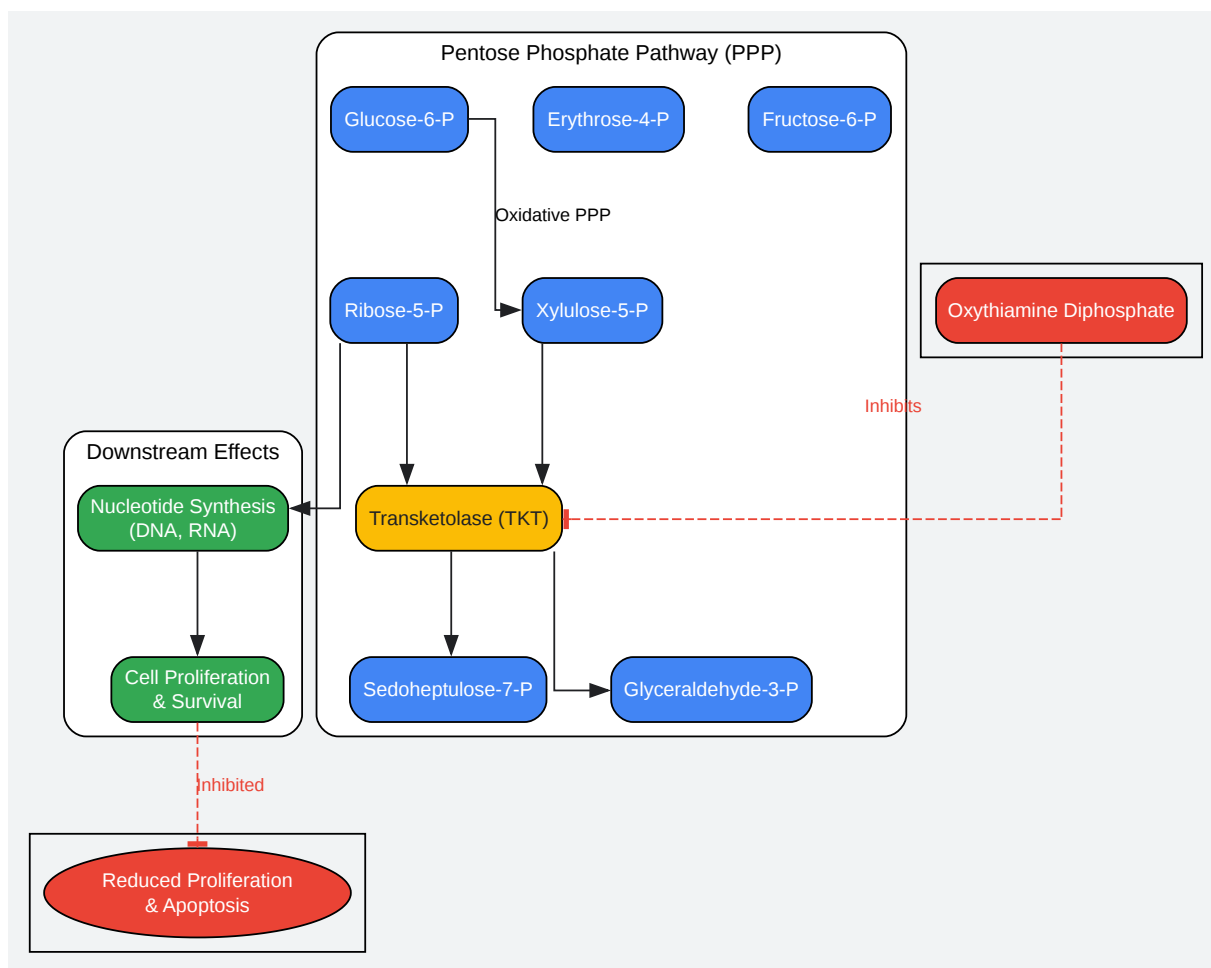 Pentose Phosphate Pathway (PPP)
Glucose-6-P
Erythrose-4-P
Fructose-6-P
Oxidative PPP
Ribose-5-P
Xylulose-5-P
Oxythiamine Diphosphate
Inhibits
Downstream Effects
Nucleotide Synthesis
(DNA, RNA)
Transketolase (TKT)
Cell Proliferation
& Survival
Sedoheptulose-7-P
Glyceraldehyde-3-P
Inhibited
Reduced Proliferation
& Apoptosis